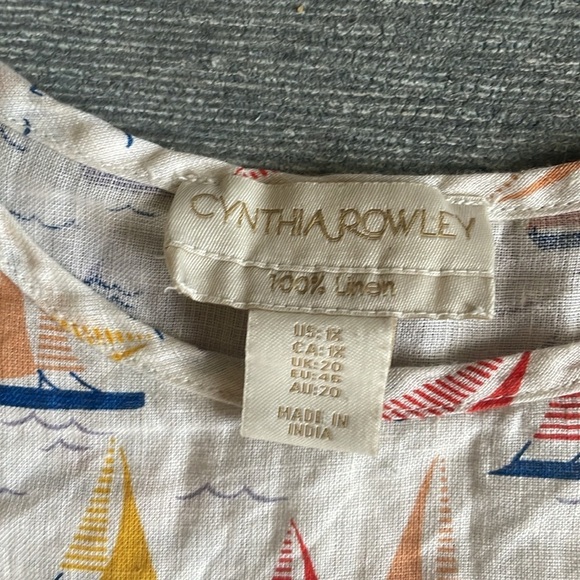 CYNTHIA ROWLEY
100% Linen
US:1X
CA:1X
UK:20
EU:46
AU:20
MADE IN
INDIA